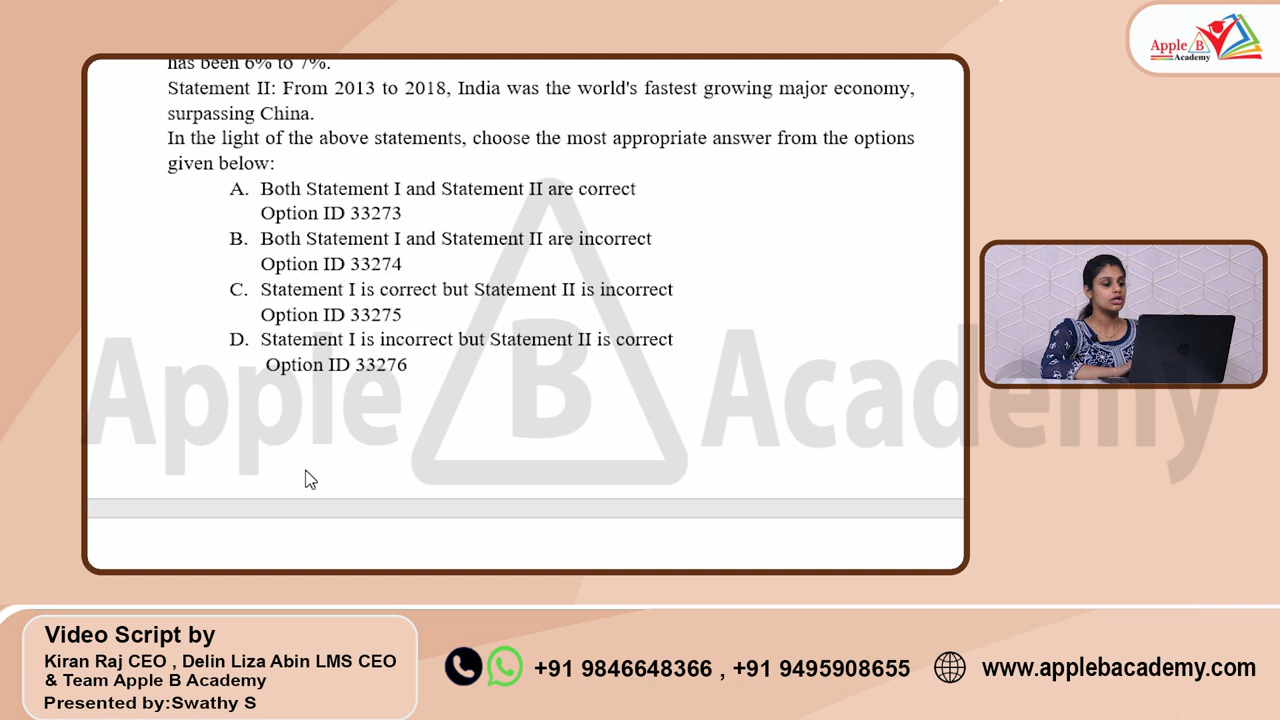 Apple B
Academy
has been 6% to 7%.
Statement II: From 2013 to 2018, India was the world's fastest growing major economy,
surpassing China.
In the light of the above statements, choose the most appropriate answer from the options
given below:
A. Both Statement I and Statement II are correct
Option ID 33273
B. Both Statement I and Statement II are incorrect
Option ID 33274
C. Statement I is correct but Statement II is incorrect
Option ID 33275
D. Statement I is incorrect but Statement II is correct
Option ID 33276
Apple B Academy
Video Script by
Kiran Raj CEO , Delin Liza Abin LMS CEO
& Team Apple B Academy
Presented by:Swathy S
+91 9846648366 , +91 9495908655
www.applebacademy.com